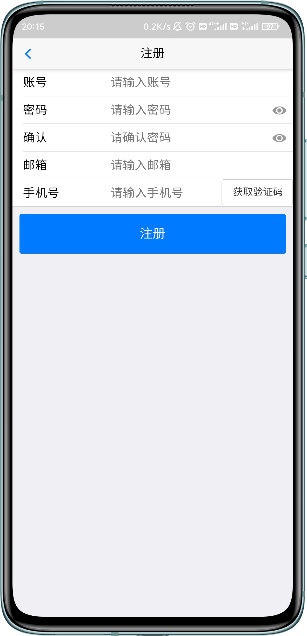 20:15 0.2K/s
注册
账号 请输入账号
密码 请输入密码
确认 请确认密码
邮箱 请输入邮箱
手机号 请输入手机号 获取验证码
注册